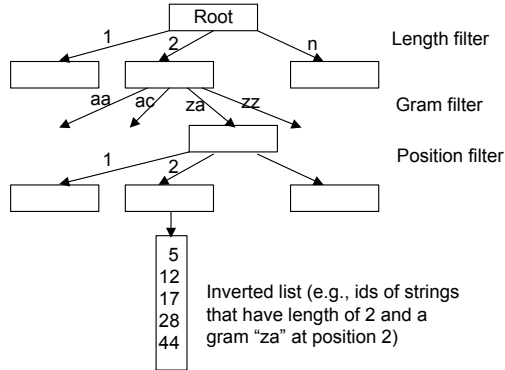 Root
1
2
n
Length filter
aa
ac
za
zz
Gram filter
1
2
Position filter
5
12
17
28
44
Inverted list (e.g., ids of strings
that have length of 2 and a
gram “za” at position 2)